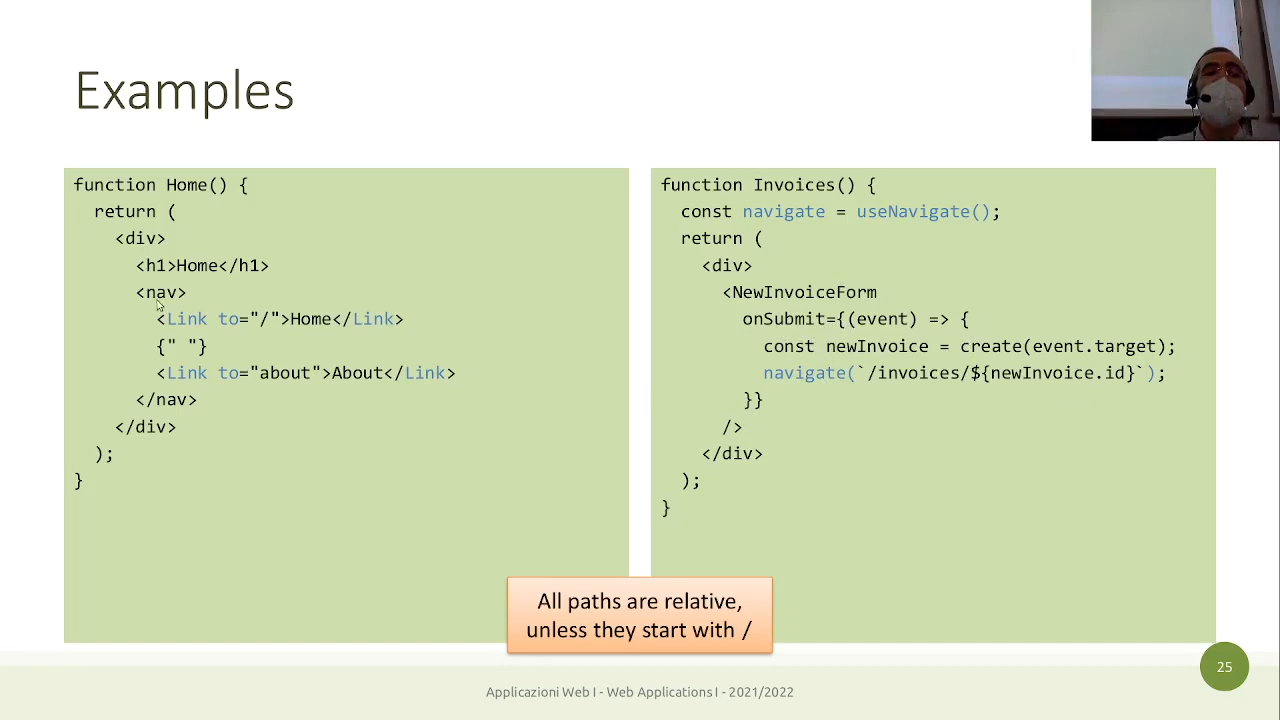 Examples
function Home() {
  return (
    <div>
      <h1>Home</h1>
      <nav>
        <Link to="/">Home</Link>
        {" "}
        <Link to="about">About</Link>
      </nav>
    </div>
  );
}
function Invoices() {
  const navigate = useNavigate();
  return (
    <div>
      <NewInvoiceForm
        onSubmit={(event) => {
          const newInvoice = create(event.target);
          navigate(`/invoices/${newInvoice.id}`);
        }}
      />
    </div>
  );
}
All paths are relative,
unless they start with /
Applicazioni Web I - Web Applications I - 2021/2022
25